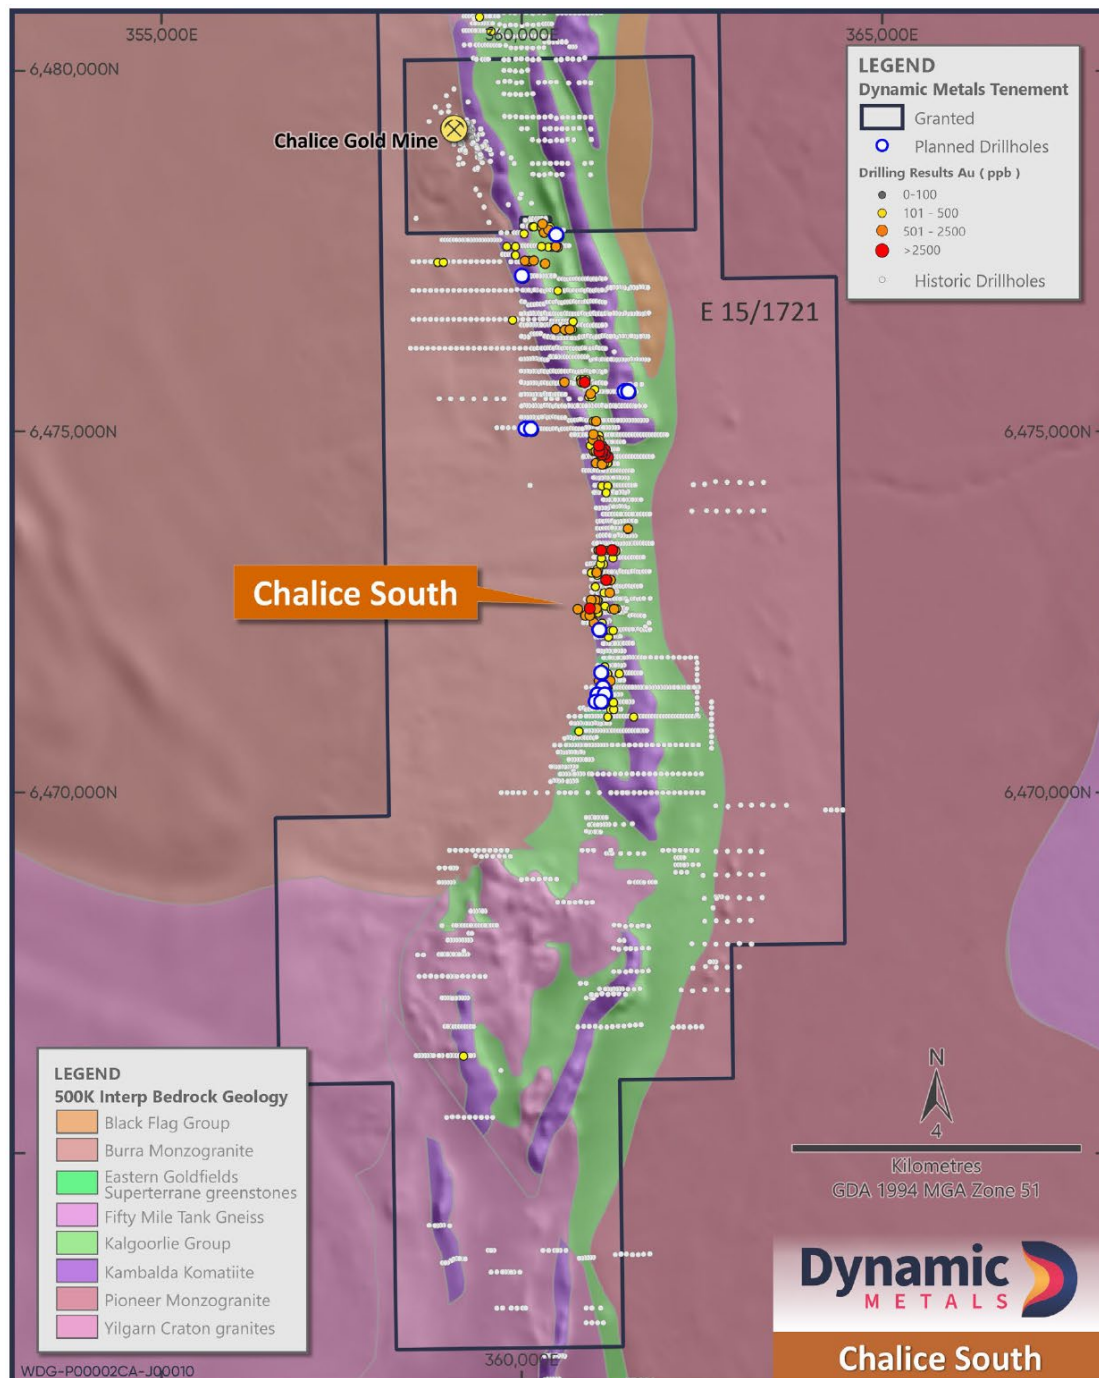 355,000E
360,000E
365,000E
6,480,000N
LEGEND
Dynamic Metals Tenement
Granted
Planned Drillholes
Drilling Results Au ( ppb )
0-100
101 - 500
501 - 2500
>2500
Historic Drillholes
Chalice Gold Mine
E 15/1721
6,475,000N
6,475,000N
Chalice South
6,470,000N
6,470,000N
LEGEND
500K Interp Bedrock Geology
Black Flag Group
Burra Monzogranite
Eastern Goldfields
Superterrane greenstones
Fifty Mile Tank Gneiss
Kalgoorlie Group
Kambalda Komatiite
Pioneer Monzogranite
Yilgarn Craton granites
N
4
Kilometres
GDA 1994 MGA Zone 51
Dynamic
METALS
Chalice South
360,000E
WDG-P00002CA-J00010